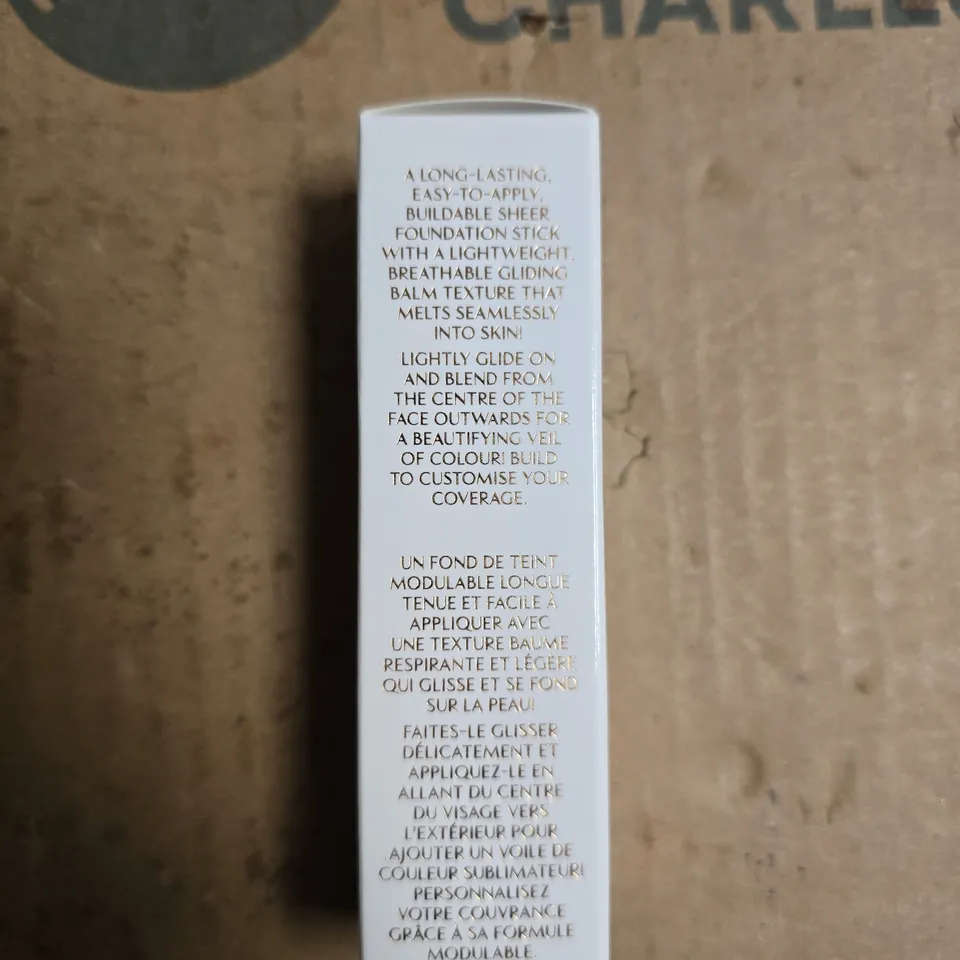 A LONG-LASTING,
EASY-TO-APPLY,
BUILDABLE SHEER
FOUNDATION STICK
WITH A LIGHTWEIGHT,
BREATHABLE GLIDING
BALM TEXTURE THAT
MELTS SEAMLESSLY
INTO SKIN!
LIGHTLY GLIDE ON
AND BLEND FROM
THE CENTRE OF THE
FACE OUTWARDS FOR
A BEAUTIFYING VEIL
OF COLOUR! BUILD
TO CUSTOMISE YOUR
COVERAGE.
UN FOND DE TEINT
MODULABLE LONGUE
TENUE ET FACILE À
APPLIQUER AVEC
UNE TEXTURE BAUME
RESPIRANTE ET LÉGÈRE
QUI GLISSE ET SE FOND
SUR LA PEAU!
FAITES-LE GLISSER
DÉLICATEMENT ET
APPLIQUEZ-LE EN
ALLANT DU CENTRE
DU VISAGE VERS
L'EXTÉRIEUR POUR
AJOUTER UN VOILE DE
COULEUR SUBLIMATEUR!
PERSONNALISEZ
VOTRE COUVRANCE
GRÂCE À SA FORMULE
MODULABLE.